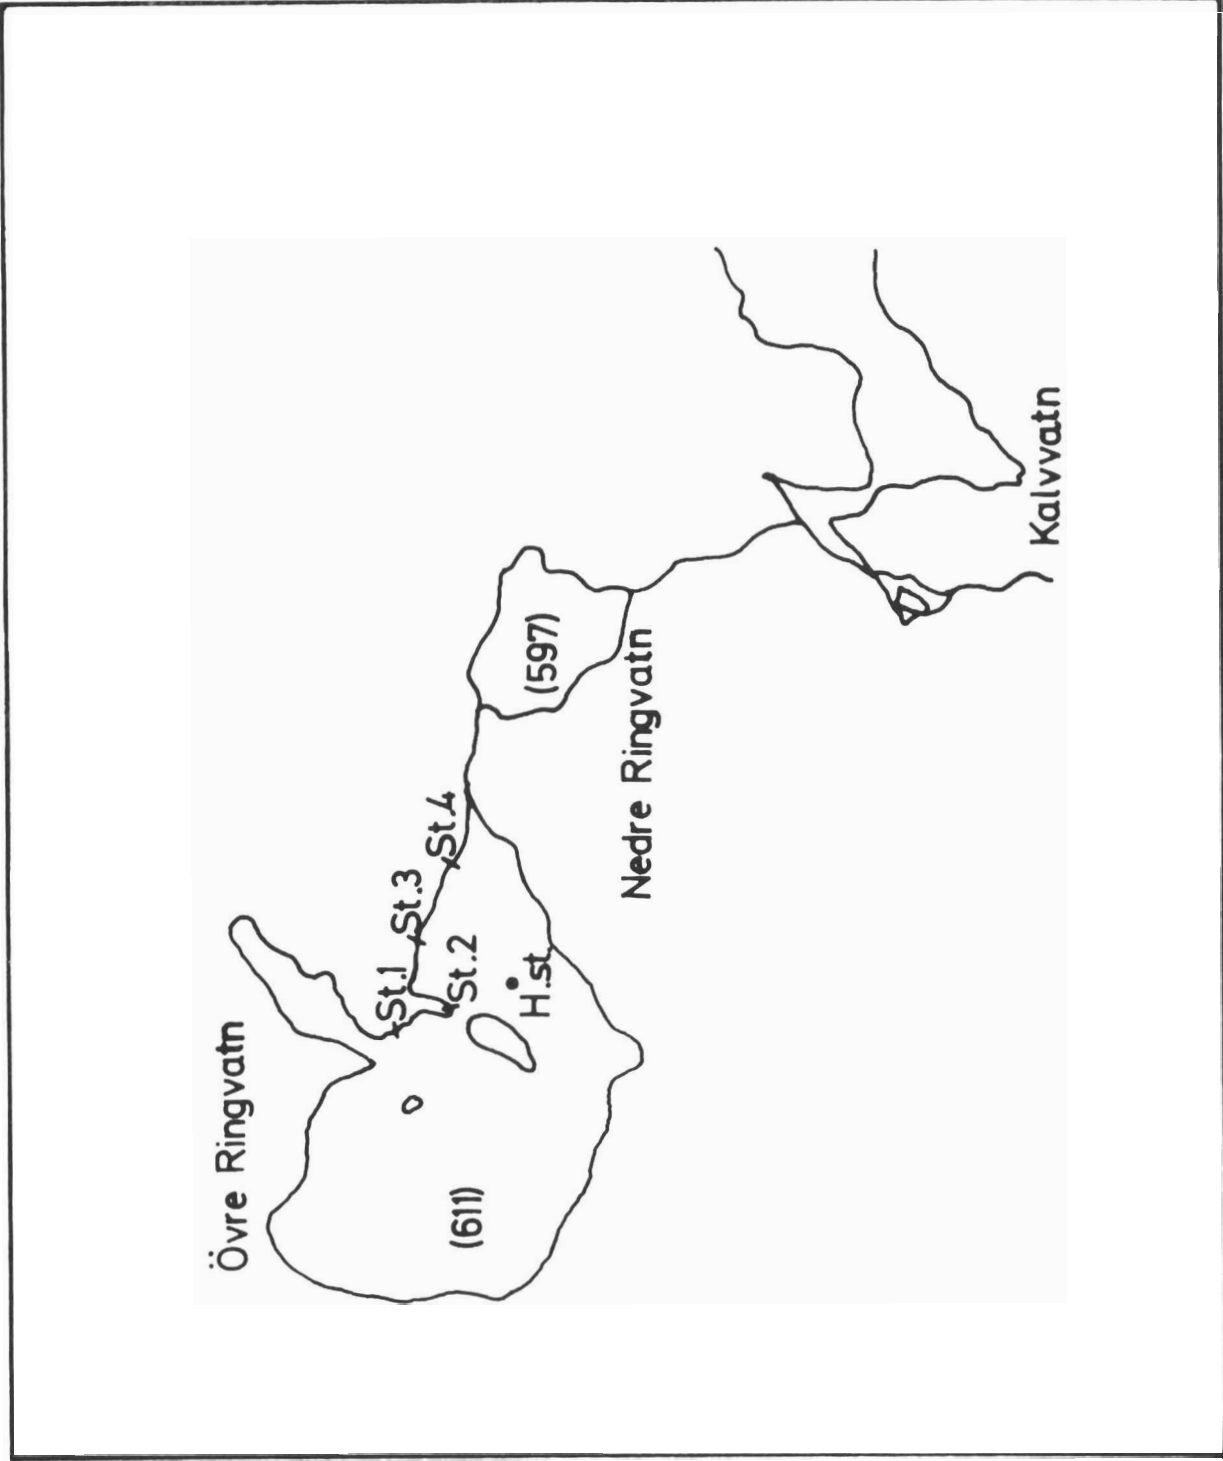 Övre Ringvatn
(611)
St.1
St.2
St.3
St.4
H.st.
(597)
Nedre Ringvatn
Kalvvatn